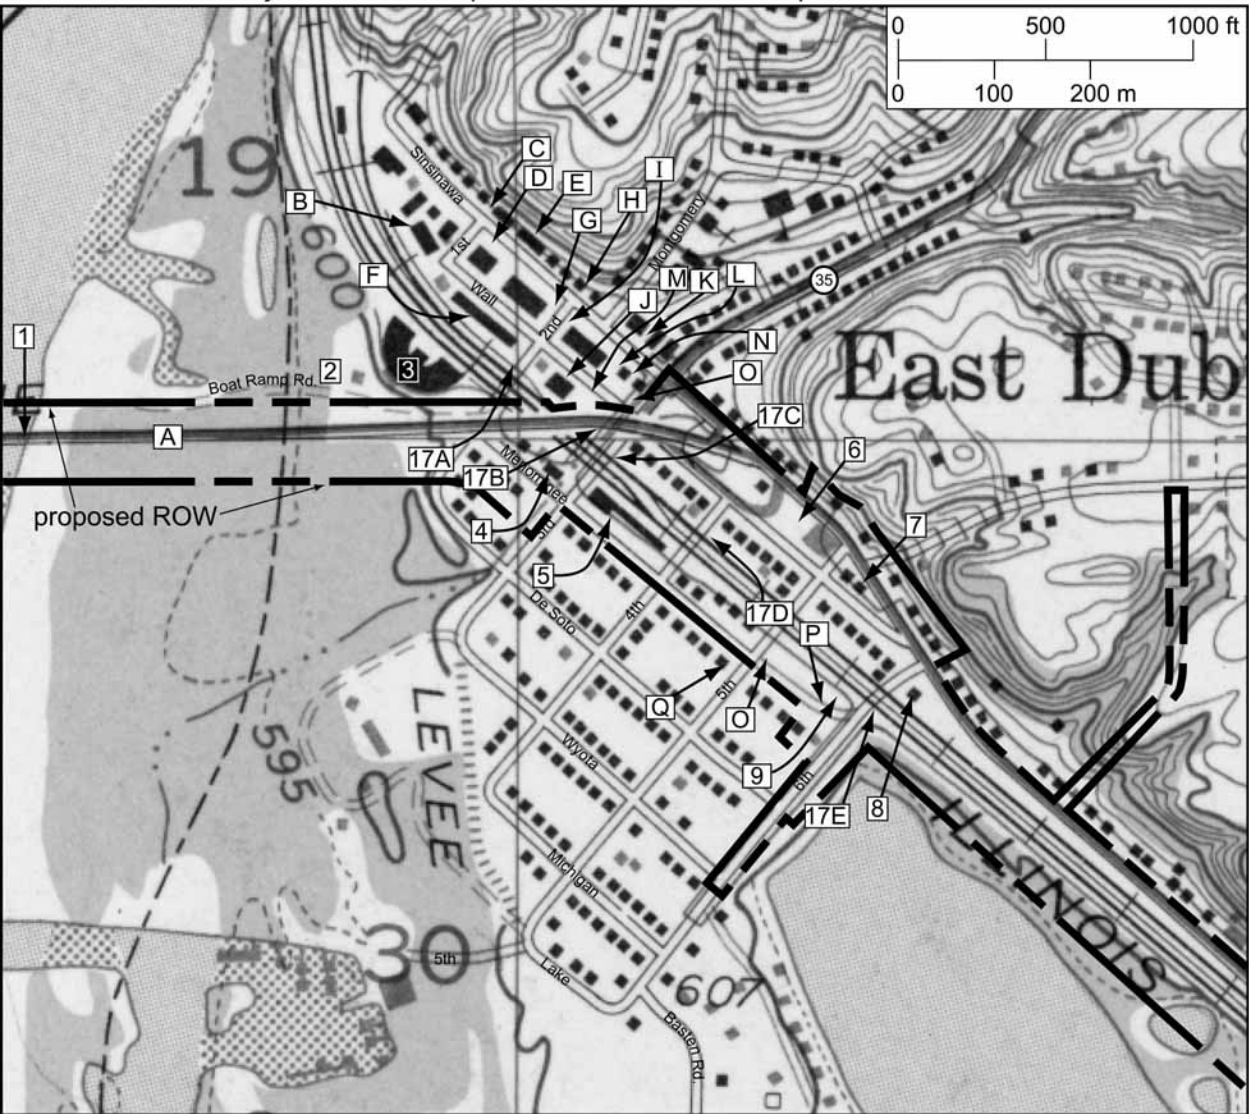 0 500 1000 ft
0 100 200 m
19
Sinsinawa
C
D
E
I
H
G
B
Montgomery
1st
600
F
Wall
2nd
M
K
L
J
35
N
1
2
3
Boat Ramp Rd.
O
East Dub
A
17C
17A
17B
6
Menominee
proposed ROW
4
3rd
7
5
De Soto
4th
17D
P
Q
O
5th
LEVEE
595
Wyota
9
6th
17E
8
ILLINOIS
Michigan
30
5th
Lake
607
Basten Rd.